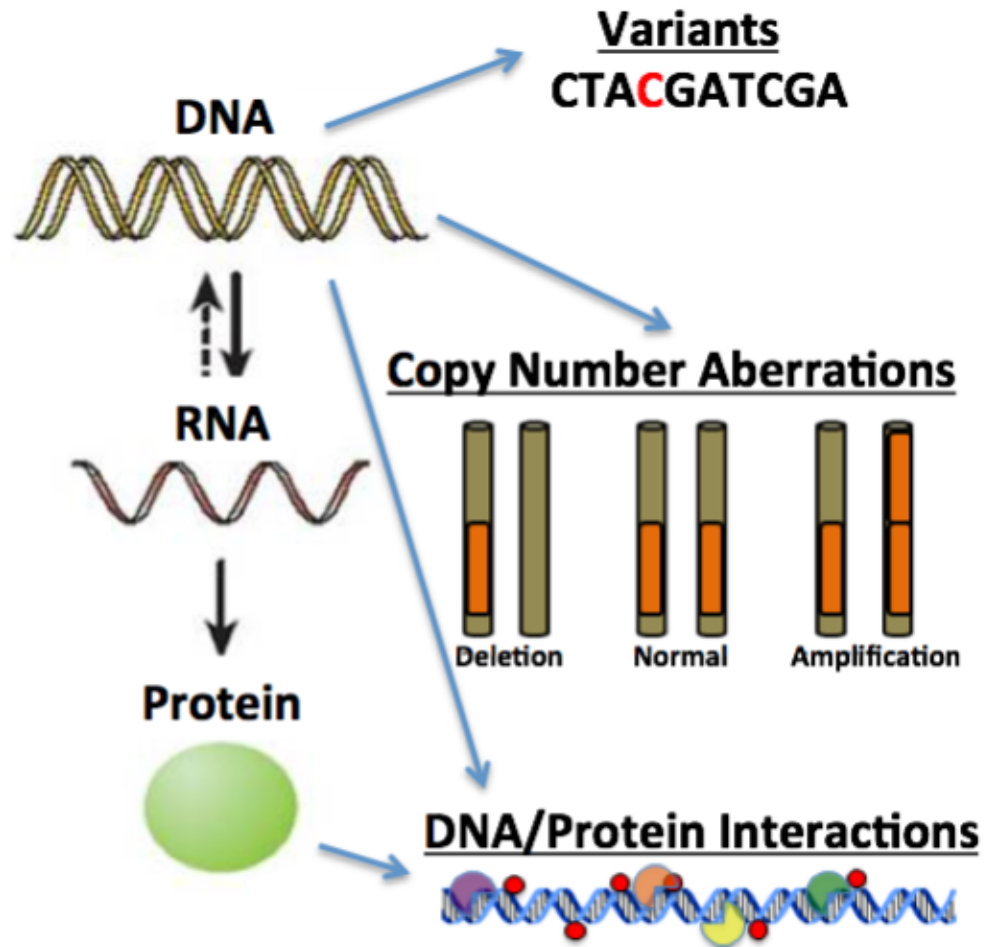 Variants
CTACGATCGA
DNA
Copy Number Aberrations
RNA
Deletion Normal Amplification
Protein
DNA/Protein Interactions